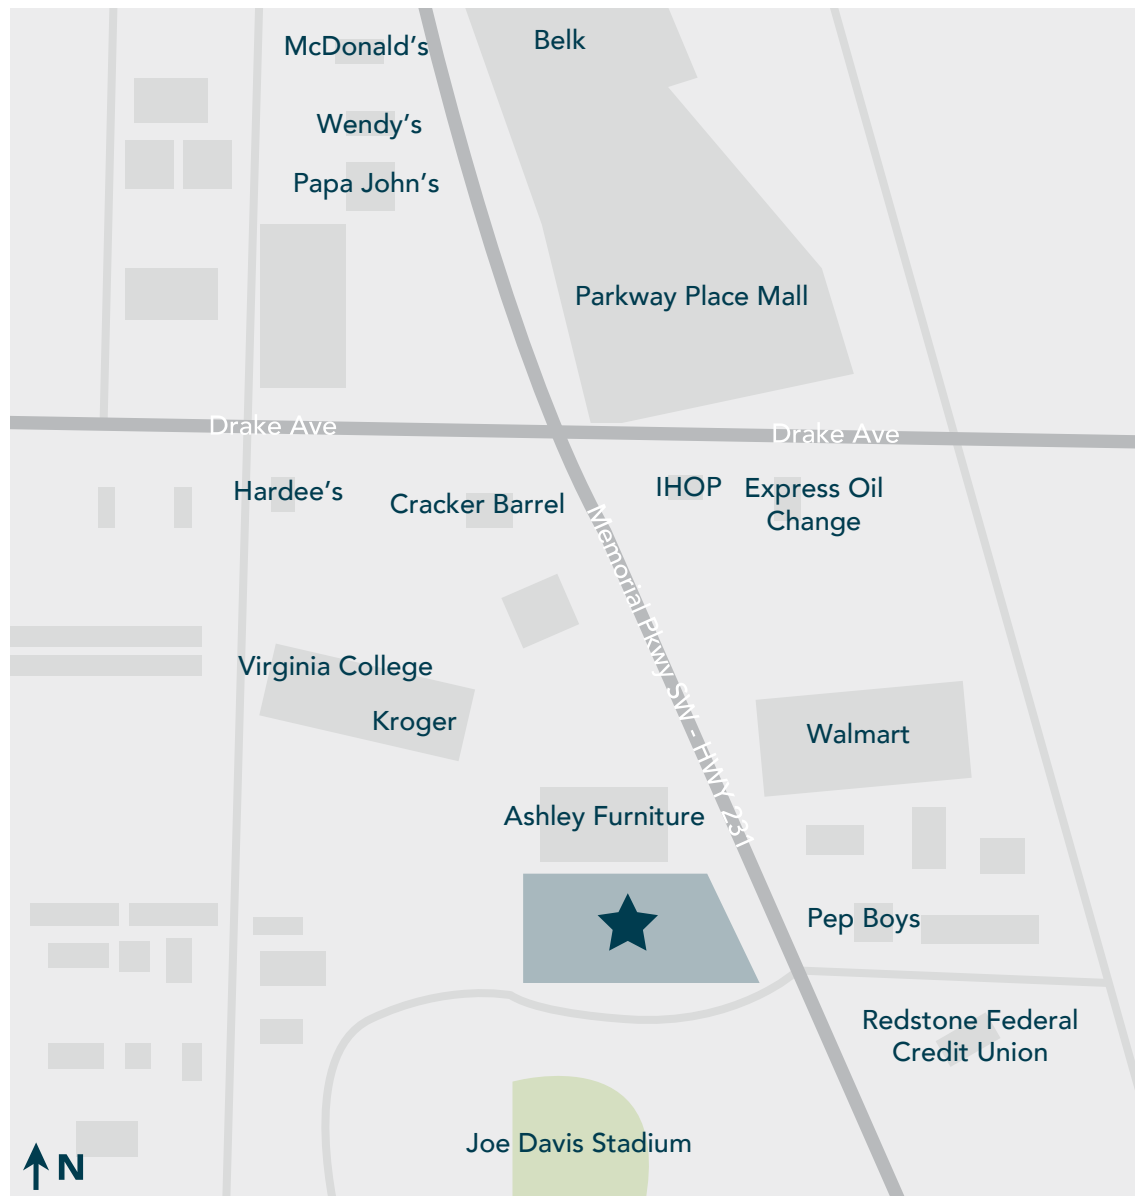 McDonald’s
Belk
Wendy’s
Papa John’s
Parkway Place Mall
Drake Ave
Drake Ave
Hardee’s
Cracker Barrel
IHOP
Express Oil
Change
Memorial Pkwy SW - HWY 231
Virginia College
Kroger
Walmart
Ashley Furniture
Pep Boys
Redstone Federal
Credit Union
Joe Davis Stadium
N